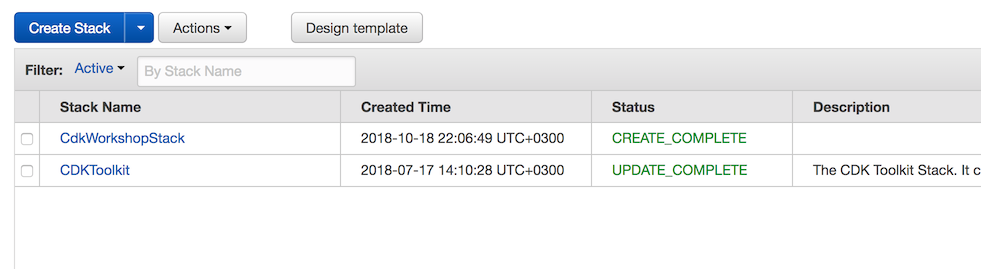 Create Stack Actions Design template
Filter: Active By Stack Name
Stack Name Created Time Status Description
CdkWorkshopStack 2018-10-18 22:06:49 UTC+0300 CREATE_COMPLETE
CDKToolkit 2018-07-17 14:10:28 UTC+0300 UPDATE_COMPLETE The CDK Toolkit Stack. It c